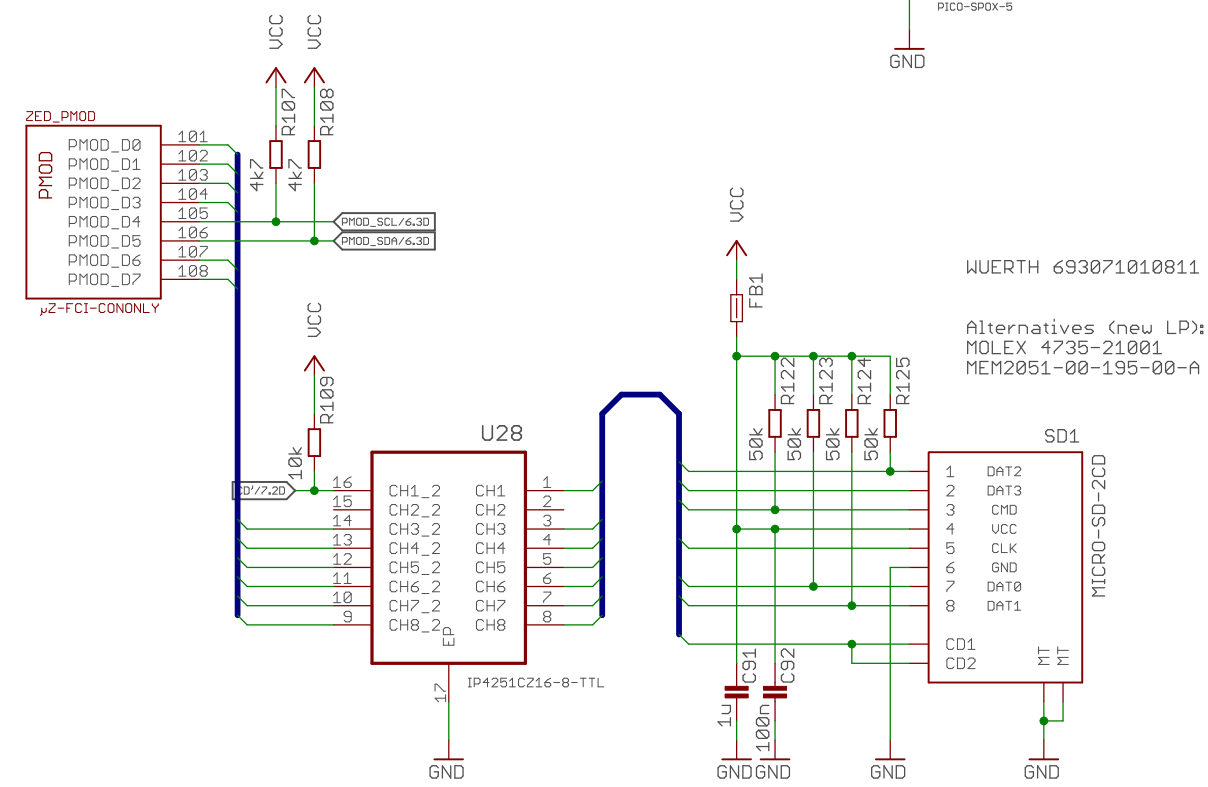 PICO-SPOX-5
GND
VCC
VCC
R107
R108
4k7
4k7
ZED_PMOD
PMOD
PMOD_D0 101
PMOD_D1 102
PMOD_D2 103
PMOD_D3 104
PMOD_D4 105
PMOD_D5 106
PMOD_D6 107
PMOD_D7 108
µZ-FCI-CONONLY
PMOD_SCL/6.3D
PMOD_SDA/6.3D
VCC
R109
10k
CD'/7.2D
U28
16 CH1_2 CH1 1
15 CH2_2 CH2 2
14 CH3_2 CH3 3
13 CH4_2 CH4 4
12 CH5_2 CH5 5
11 CH6_2 CH6 6
10 CH7_2 CH7 7
9 CH8_2 CH8 8
EP
17
IP4251CZ16-8-TTL
GND
VCC
FB1
R122
R123
R124
R125
50k
50k
50k
50k
WUERTH 693071010811
Alternatives (new LP):
MOLEX 4735-21001
MEM2051-00-195-00-A
SD1
1 DAT2
2 DAT3
3 CMD
4 VCC
5 CLK
6 GND
7 DAT0
8 DAT1
CD1
CD2
MT
MT
MICRO-SD-2CD
C91
1u
C92
100n
GND
GND
GND
GND